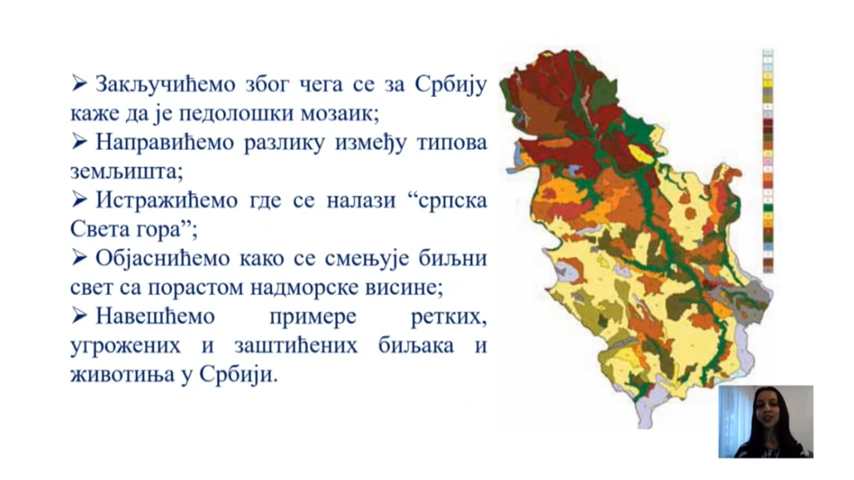 ➢ Закључићемо због чега се за Србију
каже да је педолошки мозаик;
➢ Направићемо разлику између типова
земљишта;
➢ Истражићемо где се налази “српска
Света гора”;
➢ Објаснићемо како се смењује биљни
свет са порастом надморске висине;
➢ Навешћемо примере ретких,
угрожених и заштићених биљака и
животиња у Србији.